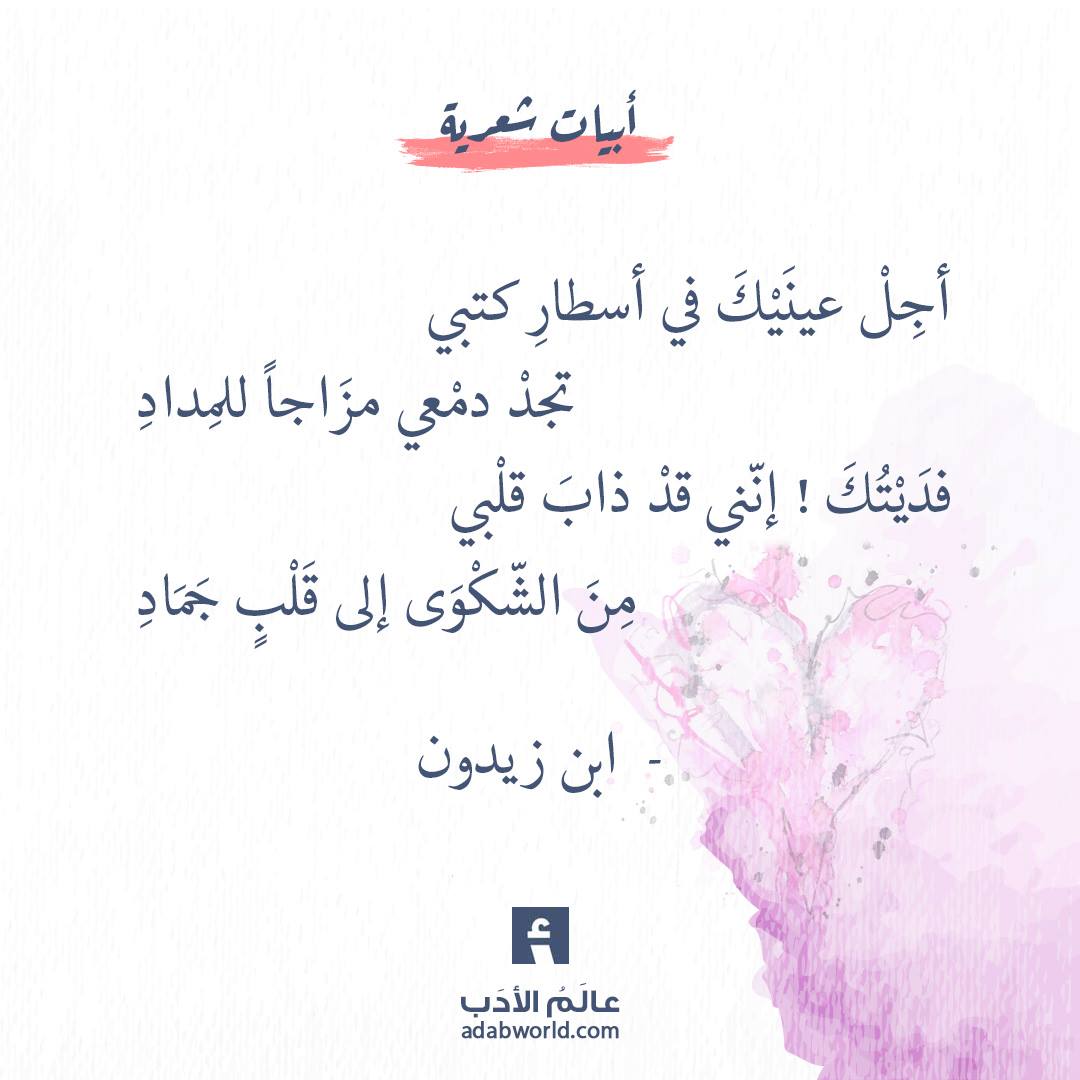 أبيات شعرية
أجِلْ عينَيْكَ في أسطارِ كتبي
تجدْ دمْعي مزَاجاً للمِدادِ
فدَيْتُكَ ! إنّني قدْ ذابَ قلْبي
مِنَ الشّكْوَى إلى قَلْبٍ جَمَادِ
- ابن زيدون
أ
عالَمُ الأدَب
adabworld.com